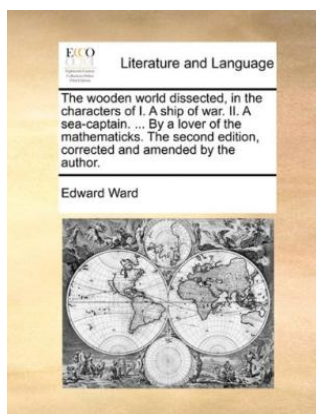 ECCO
Literature and Language
The wooden world dissected, in the
characters of I. A ship of war. II. A
sea-captain. ... By a lover of the
mathematicks. The second edition,
corrected and amended by the
author.
Edward Ward